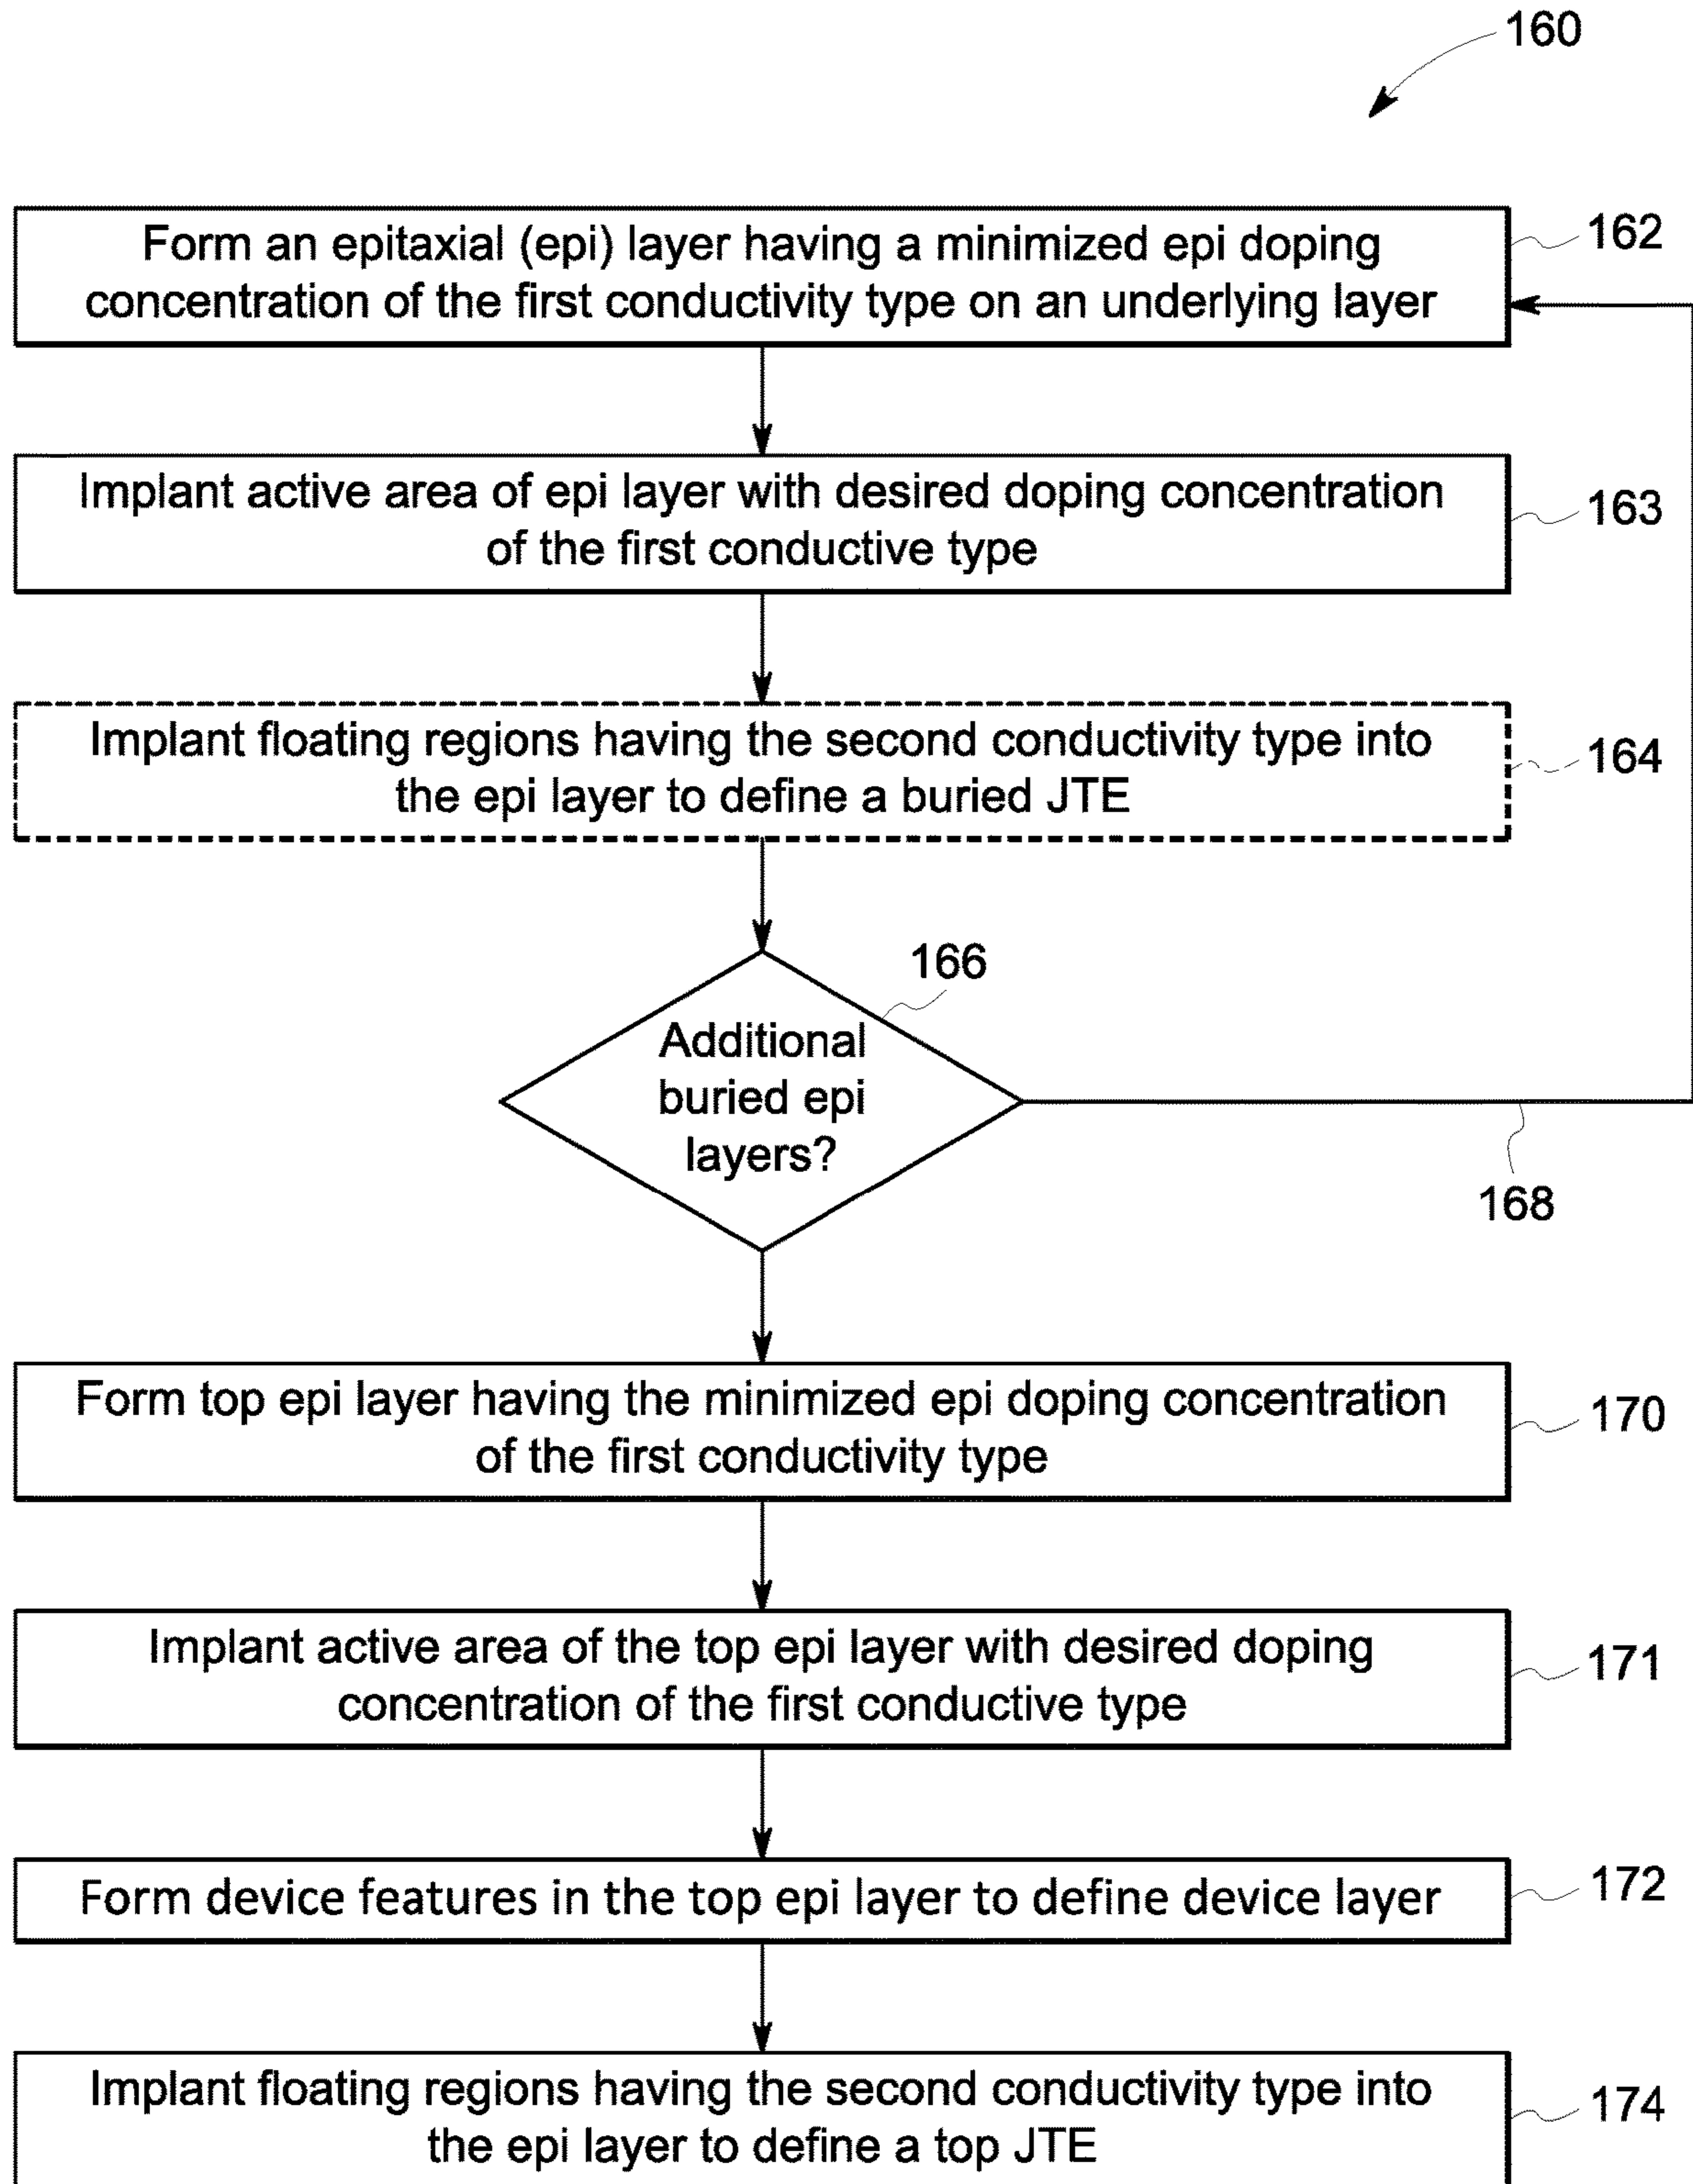 160
Form an epitaxial (epi) layer having a minimized epi doping
concentration of the first conductivity type on an underlying layer
162
Implant active area of epi layer with desired doping concentration
of the first conductive type
163
Implant floating regions having the second conductivity type into
the epi layer to define a buried JTE
164
166
Additional
buried epi
layers?
168
Form top epi layer having the minimized epi doping concentration
of the first conductivity type
170
Implant active area of the top epi layer with desired doping
concentration of the first conductive type
171
Form device features in the top epi layer to define device layer
172
Implant floating regions having the second conductivity type into
the epi layer to define a top JTE
174